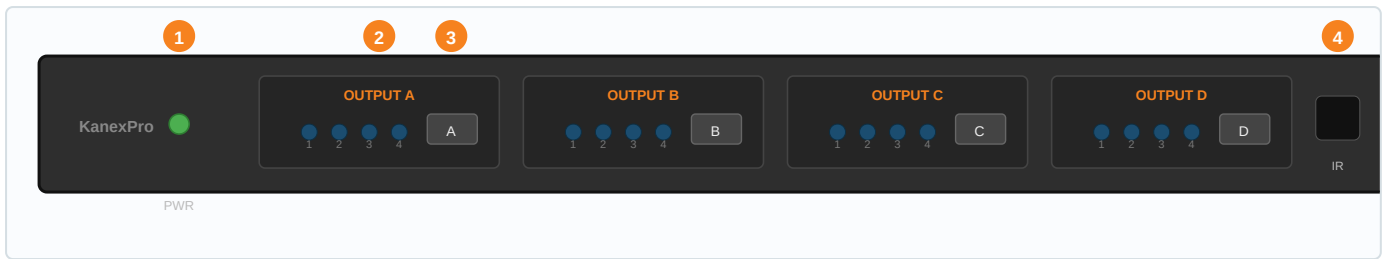 1 2 3 4
OUTPUT A OUTPUT B OUTPUT C OUTPUT D
KanexPro A B C D
1 2 3 4 1 2 3 4 1 2 3 4 1 2 3 4
IR
PWR